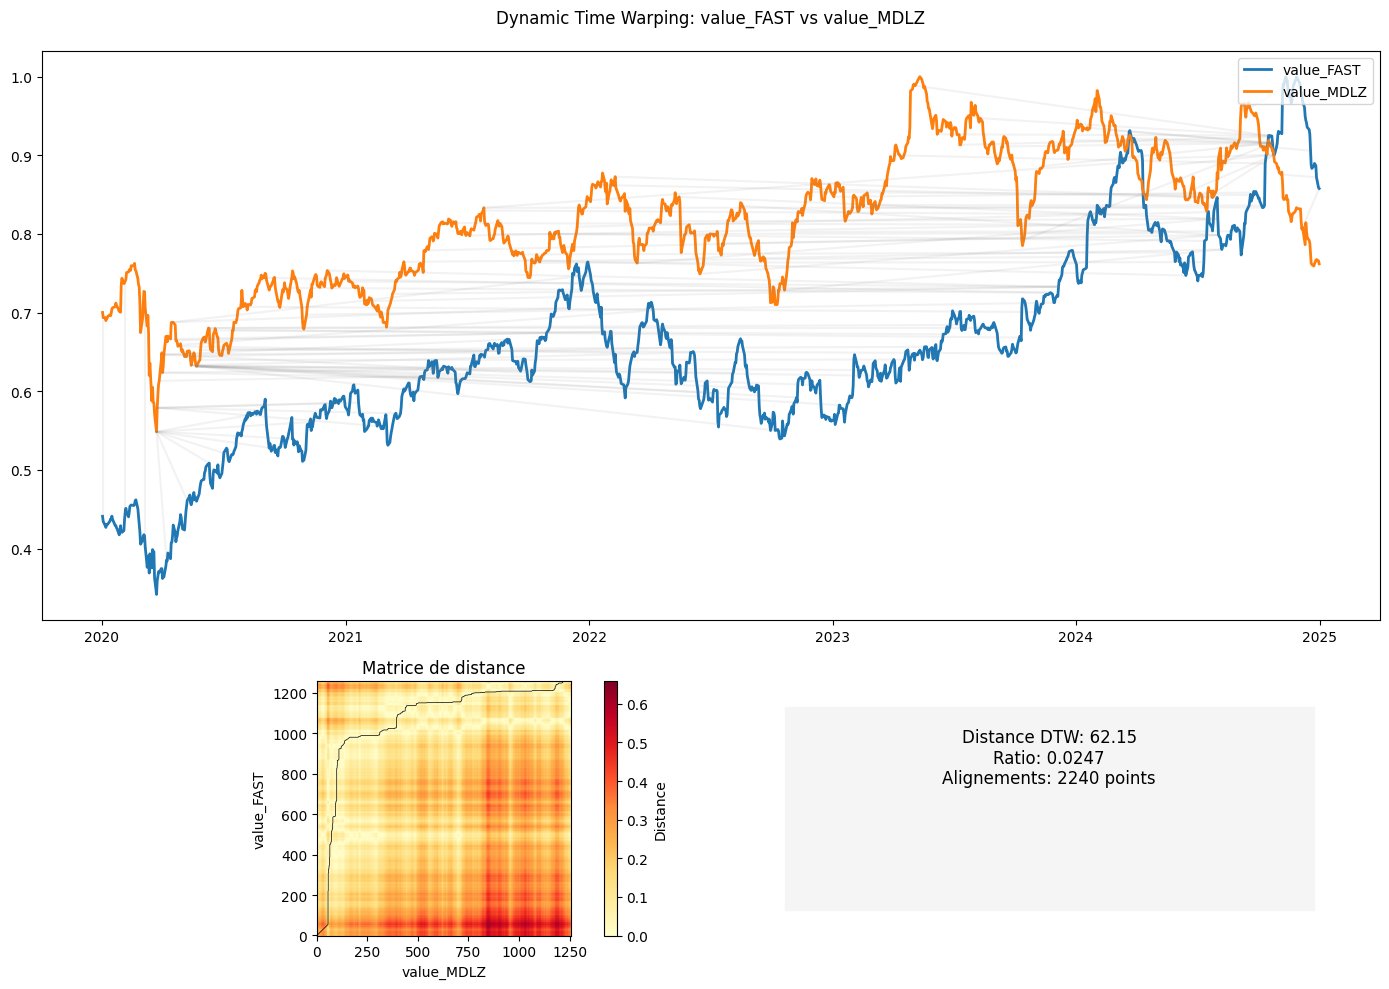 Dynamic Time Warping: value_FAST vs value_MDLZ
value_FAST
value_MDLZ
1.0
0.9
0.8
0.7
0.6
0.5
0.4
2020 2021 2022 2023 2024 2025
Matrice de distance
value_FAST
1200
1000
800
600
400
200
0
0 250 500 750 1000 1250
value_MDLZ
0.6
0.5
0.4
0.3
0.2
0.1
0.0
Distance
Distance DTW: 62.15
Ratio: 0.0247
Alignements: 2240 points